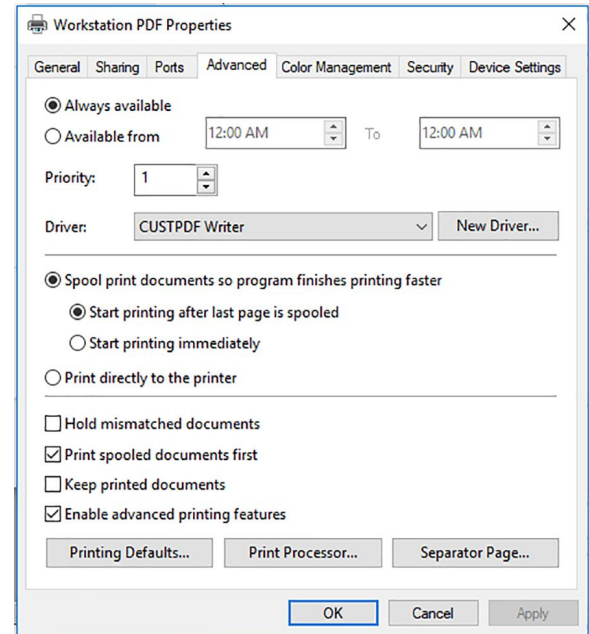 Workstation PDF Properties
General Sharing Ports Advanced Color Management Security Device Settings
Always available
Available from 12:00 AM To 12:00 AM
Priority: 1
Driver: CUSTPDF Writer New Driver...
Spool print documents so program finishes printing faster
Start printing after last page is spooled
Start printing immediately
Print directly to the printer
Hold mismatched documents
Print spooled documents first
Keep printed documents
Enable advanced printing features
Printing Defaults... Print Processor... Separator Page...
OK Cancel Apply